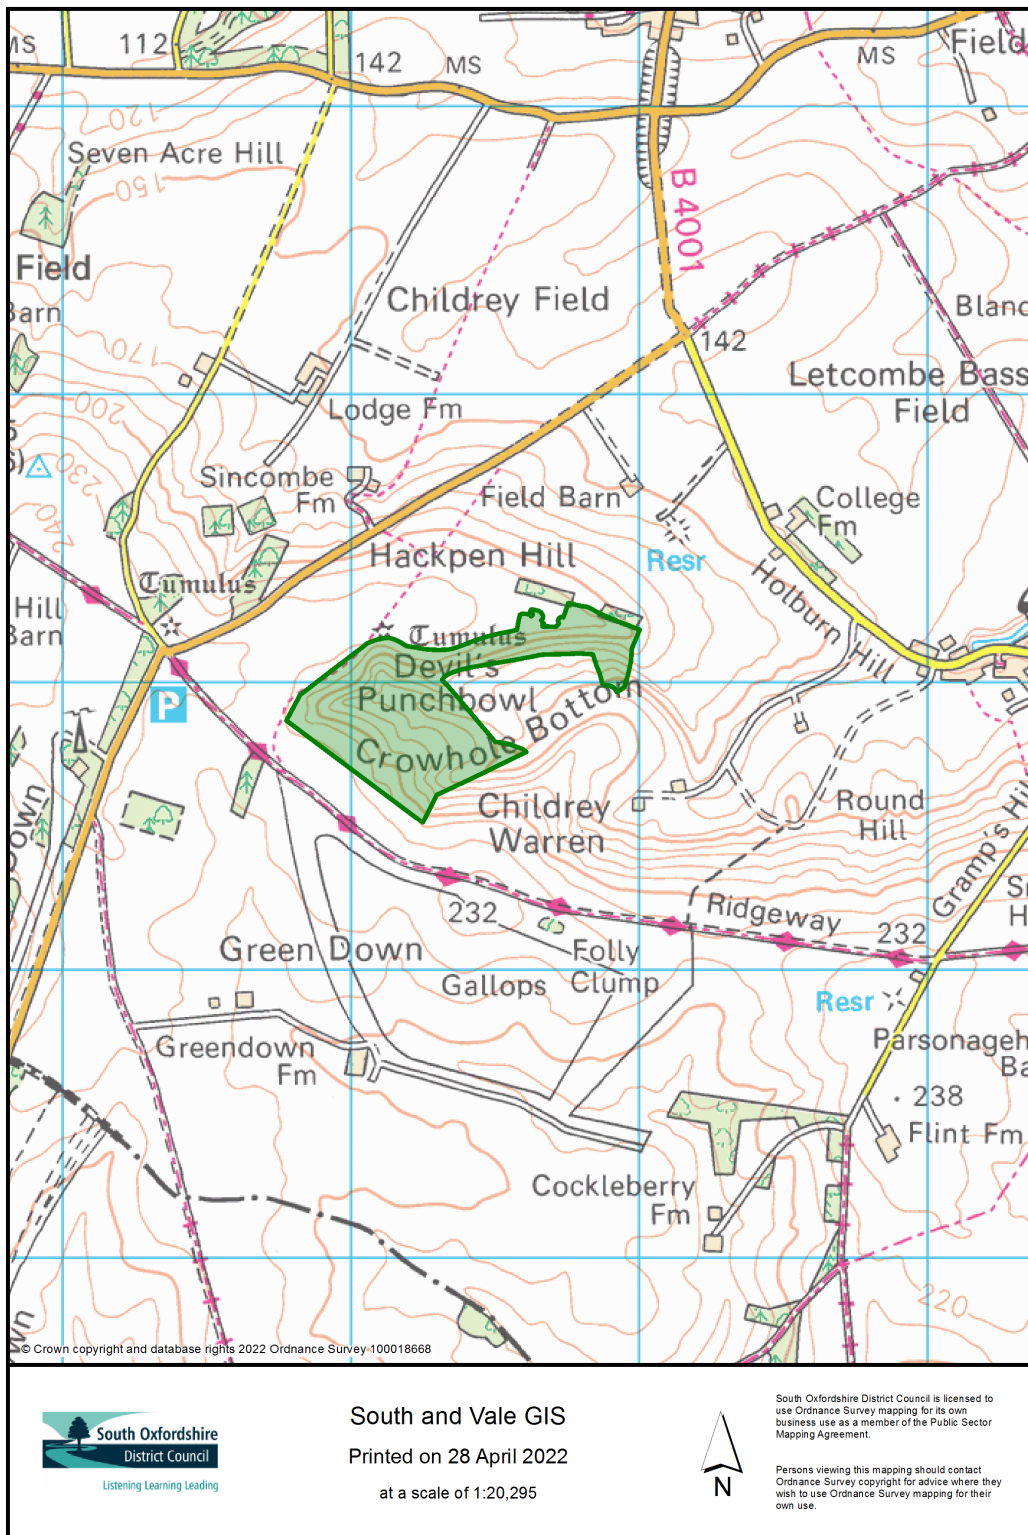 MS
112
142
MS
MS
Field
120
Seven Acre Hill
150
B 4001
Field
Barn
Childrey Field
170
142
Letcombe Bass
Field
200
Lodge Fm
230
Sincombe
Fm
Field Barn
College
Fm
240
Hackpen Hill
Resr
Tumulus
Holburn Hill
Hill
Barn
Tumulus
Devil's
Punchbowl
P
Crowhole Bottom
Childrey
Warren
Round
Hill
Down
Gramp's Hi
232
Ridgeway
232
Green Down
Folly
Clump
Gallops
Resr
Greendown
Fm
Parsonageh
Ba
238
Flint Fm
Cockleberry
Fm
220
© Crown copyright and database rights 2022 Ordnance Survey 100018668
South Oxfordshire
District Council
Listening Learning Leading
South and Vale GIS
Printed on 28 April 2022
at a scale of 1:20,295
N
South Oxfordshire District Council is licensed to
use Ordnance Survey mapping for its own
business use as a member of the Public Sector
Mapping Agreement.
Persons viewing this mapping should contact
Ordnance Survey copyright for advice where they
wish to use Ordnance Survey mapping for their
own use.